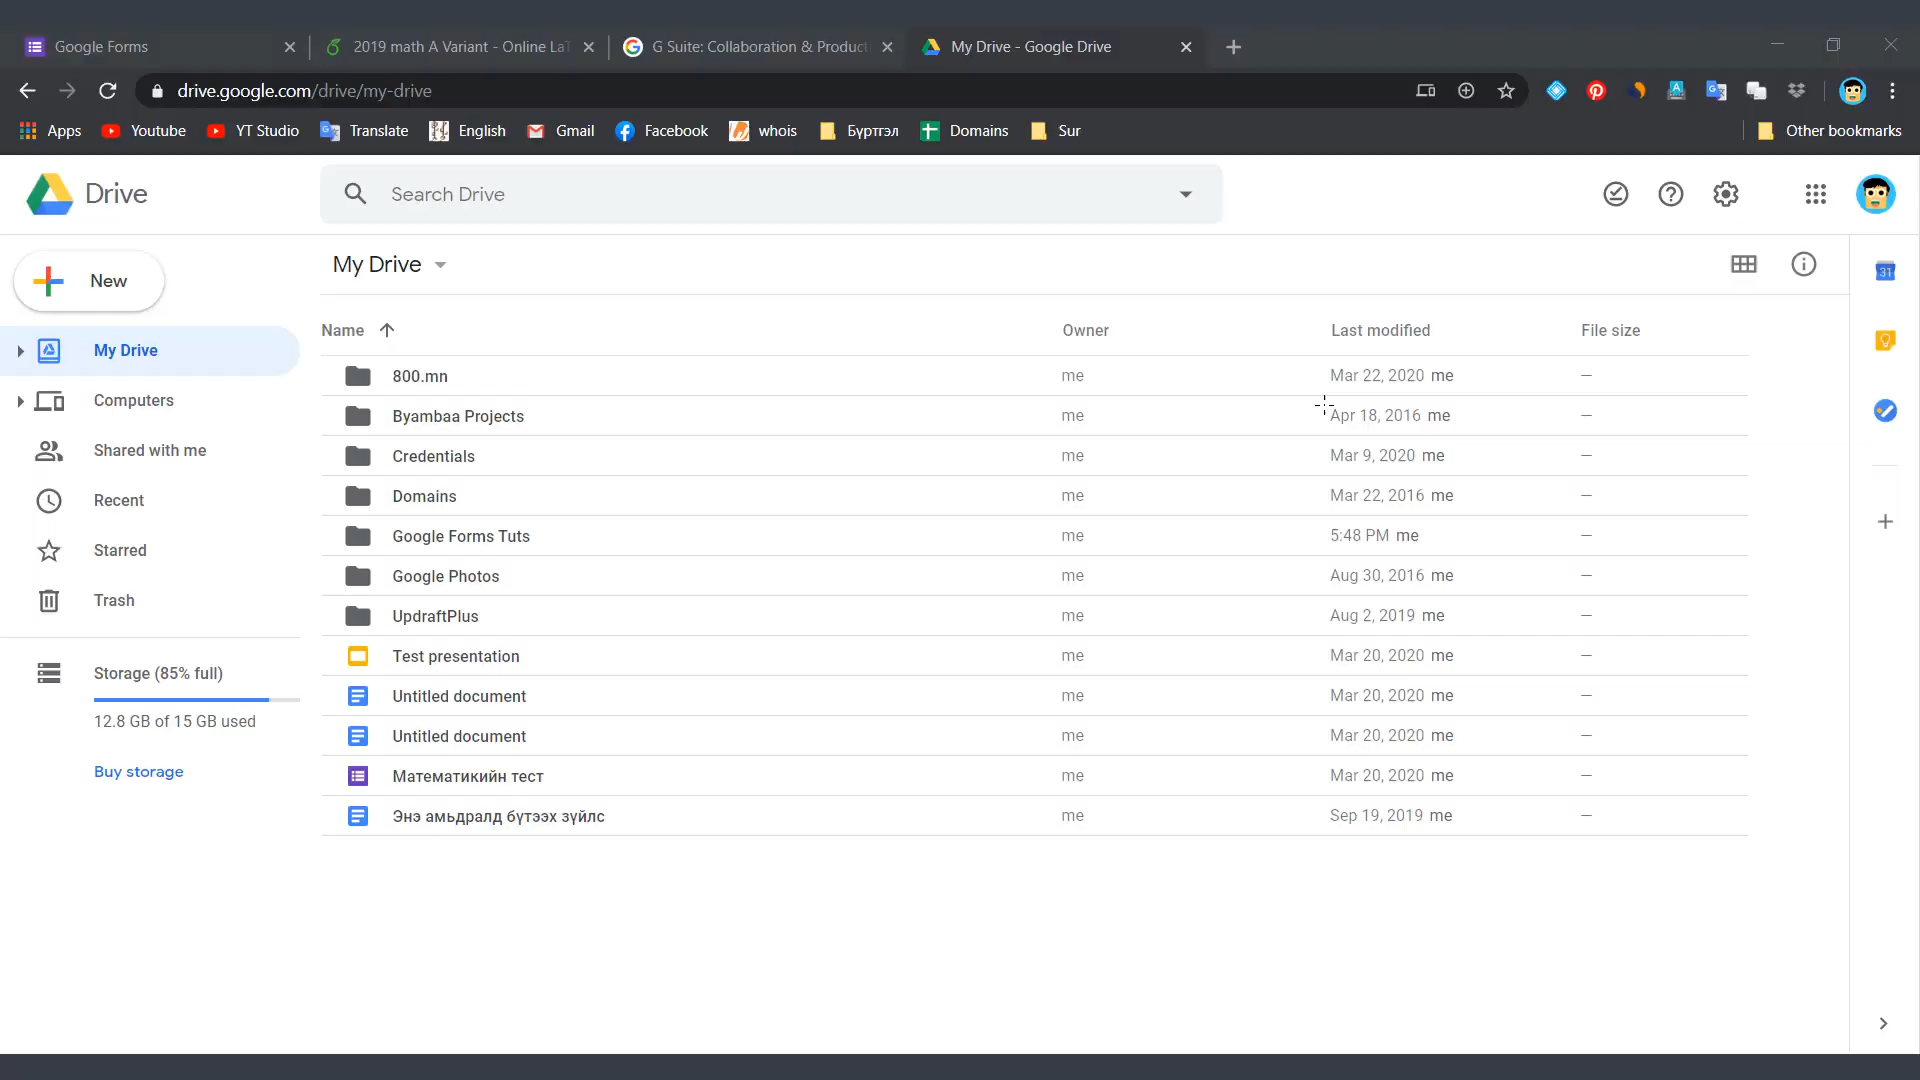 Google Forms
2019 math A Variant - Online LaT
G Suite: Collaboration & Product
My Drive - Google Drive
drive.google.com/drive/my-drive
Apps Youtube YT Studio Translate English Gmail Facebook whois Бүртгэл Domains Sur Other bookmarks
Drive
Search Drive
New
My Drive
Name Owner Last modified File size
My Drive
Computers
Shared with me
Recent
Starred
Trash
Storage (85% full)
12.8 GB of 15 GB used
Buy storage
800.mn me Mar 22, 2020 me —
Byambaa Projects me Apr 18, 2016 me —
Credentials me Mar 9, 2020 me —
Domains me Mar 22, 2016 me —
Google Forms Tuts me 5:48 PM me —
Google Photos me Aug 30, 2016 me —
UpdraftPlus me Aug 2, 2019 me —
Test presentation me Mar 20, 2020 me —
Untitled document me Mar 20, 2020 me —
Untitled document me Mar 20, 2020 me —
Математикийн тест me Mar 20, 2020 me —
Энэ амьдралд бүтээх зүйлс me Sep 19, 2019 me —
31